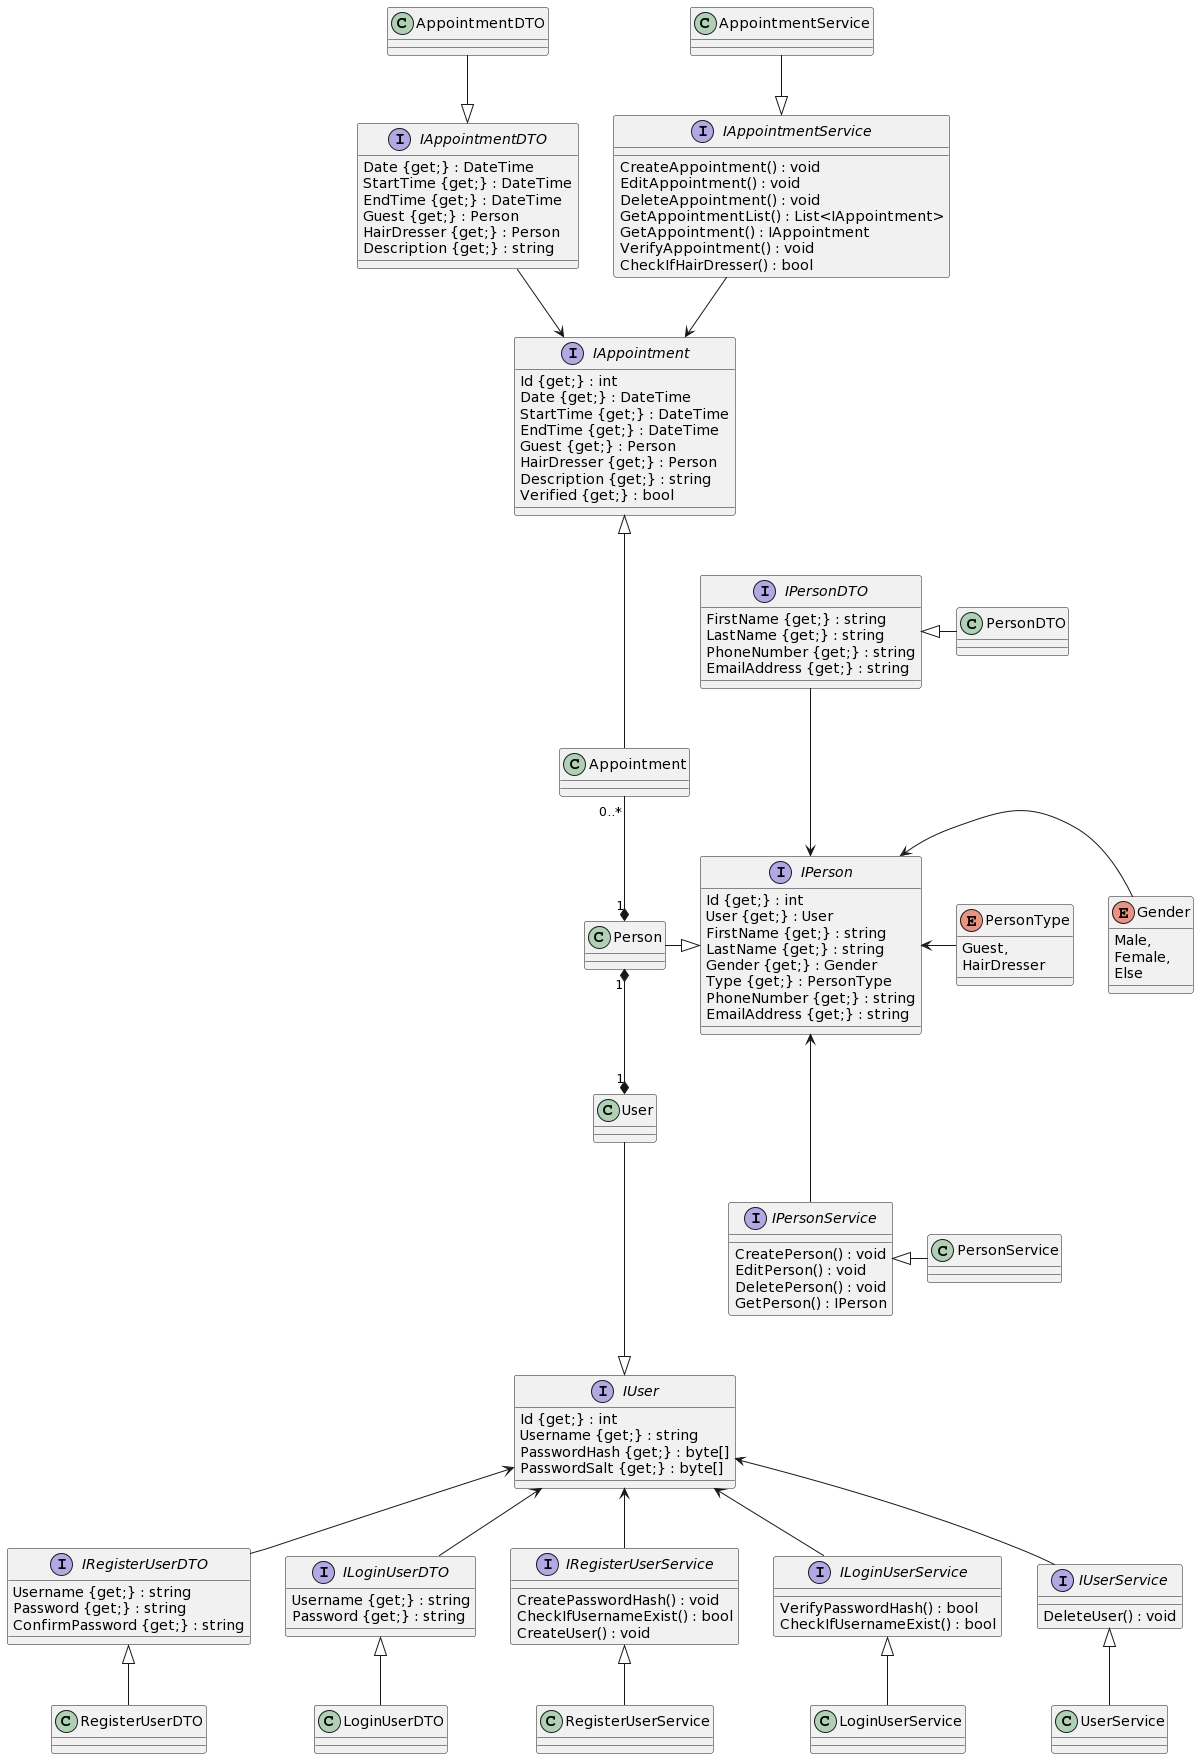 C AppointmentDTO
C AppointmentService
I IAppointmentDTO
Date {get;} : DateTime
StartTime {get;} : DateTime
EndTime {get;} : DateTime
Guest {get;} : Person
HairDresser {get;} : Person
Description {get;} : string
I IAppointmentService
CreateAppointment() : void
EditAppointment() : void
DeleteAppointment() : void
GetAppointmentList() : List<IAppointment>
GetAppointment() : IAppointment
VerifyAppointment() : void
CheckIfHairDresser() : bool
I IAppointment
Id {get;} : int
Date {get;} : DateTime
StartTime {get;} : DateTime
EndTime {get;} : DateTime
Guest {get;} : Person
HairDresser {get;} : Person
Description {get;} : string
Verified {get;} : bool
I IPersonDTO
FirstName {get;} : string
LastName {get;} : string
PhoneNumber {get;} : string
EmailAddress {get;} : string
C PersonDTO
C Appointment
0..*
1
C Person
1
I IPerson
Id {get;} : int
User {get;} : User
FirstName {get;} : string
LastName {get;} : string
Gender {get;} : Gender
Type {get;} : PersonType
PhoneNumber {get;} : string
EmailAddress {get;} : string
E PersonType
Guest,
HairDresser
E Gender
Male,
Female,
Else
1
C User
I IPersonService
CreatePerson() : void
EditPerson() : void
DeletePerson() : void
GetPerson() : IPerson
C PersonService
I IUser
Id {get;} : int
Username {get;} : string
PasswordHash {get;} : byte[]
PasswordSalt {get;} : byte[]
I IRegisterUserDTO
Username {get;} : string
Password {get;} : string
ConfirmPassword {get;} : string
I ILoginUserDTO
Username {get;} : string
Password {get;} : string
I IRegisterUserService
CreatePasswordHash() : void
CheckIfUsernameExist() : bool
CreateUser() : void
I ILoginUserService
VerifyPasswordHash() : bool
CheckIfUsernameExist() : bool
I IUserService
DeleteUser() : void
C RegisterUserDTO
C LoginUserDTO
C RegisterUserService
C LoginUserService
C UserService